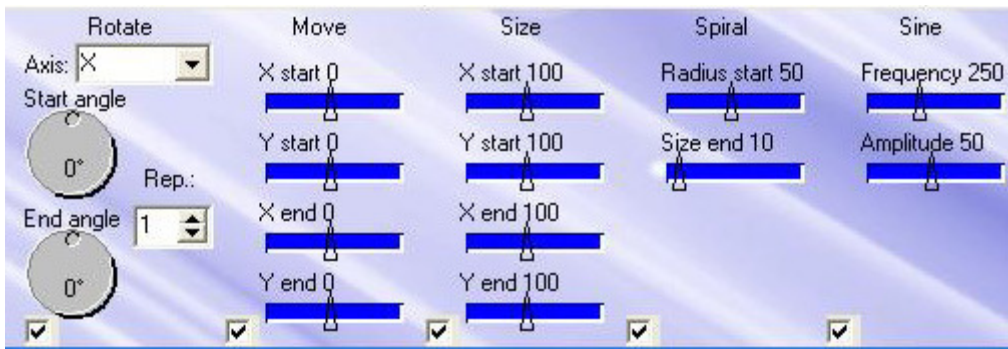 Rotate
Axis: X
Start angle
0°
Rep.:
End angle
1
0°
Move
X start 0
Y start 0
X end 0
Y end 0
Size
X start 100
Y start 100
X end 100
Y end 100
Spiral
Radius start 50
Size end 10
Sine
Frequency 250
Amplitude 50